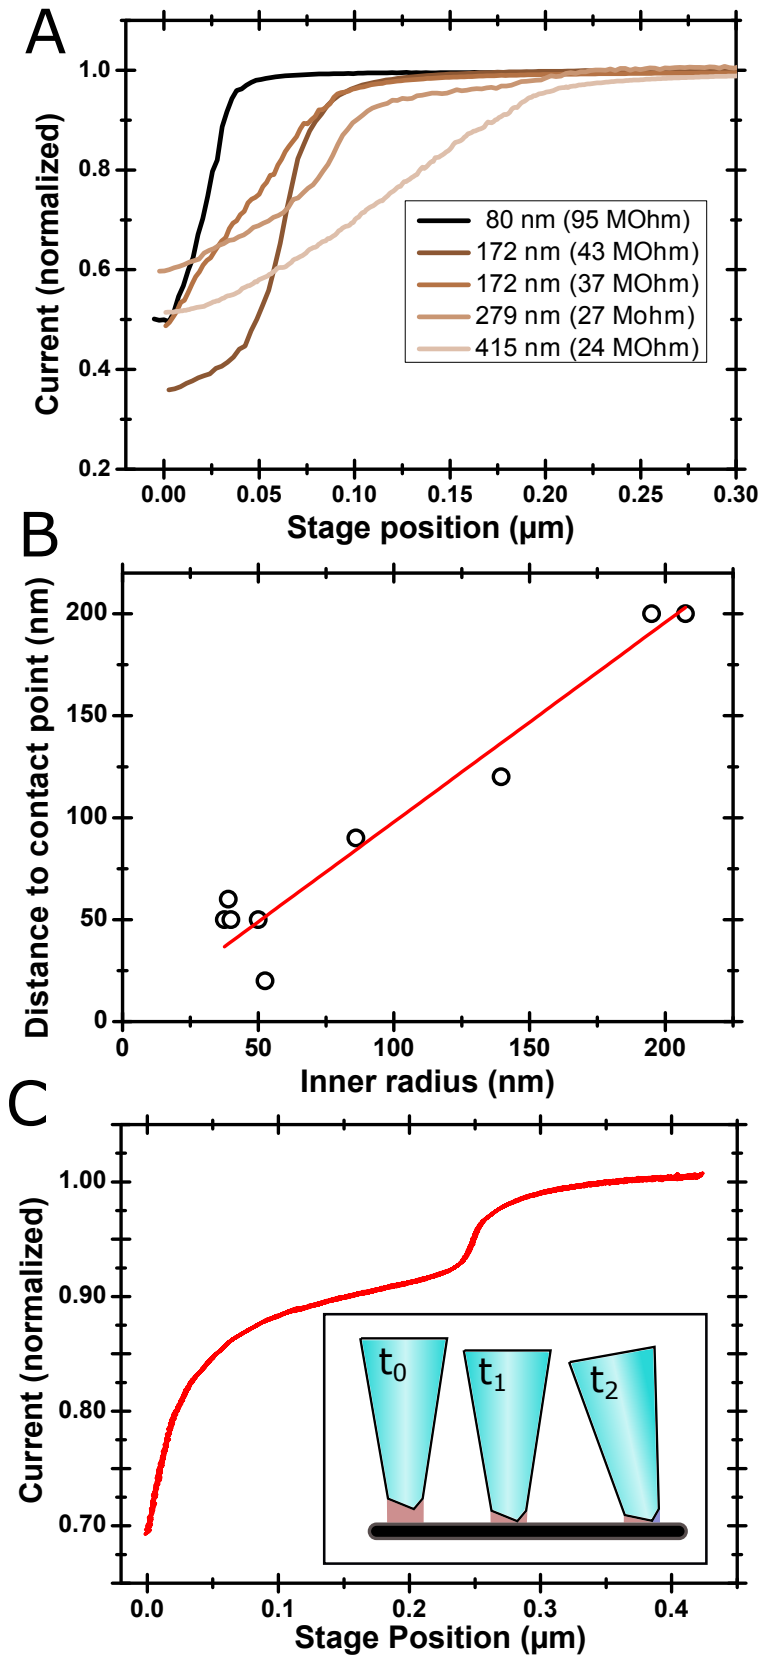 A
1.0
0.8
0.6
0.4
0.2
Current (normalized)
80 nm (95 MOhm)
172 nm (43 MOhm)
172 nm (37 MOhm)
279 nm (27 Mohm)
415 nm (24 MOhm)
0.00 0.05 0.10 0.15 0.20 0.25 0.30
Stage position (µm)
B
200
150
100
50
0
Distance to contact point (nm)
0 50 100 150 200
Inner radius (nm)
C
1.00
0.90
0.80
0.70
Current (normalized)
t0 t1 t2
0.0 0.1 0.2 0.3 0.4
Stage Position (µm)